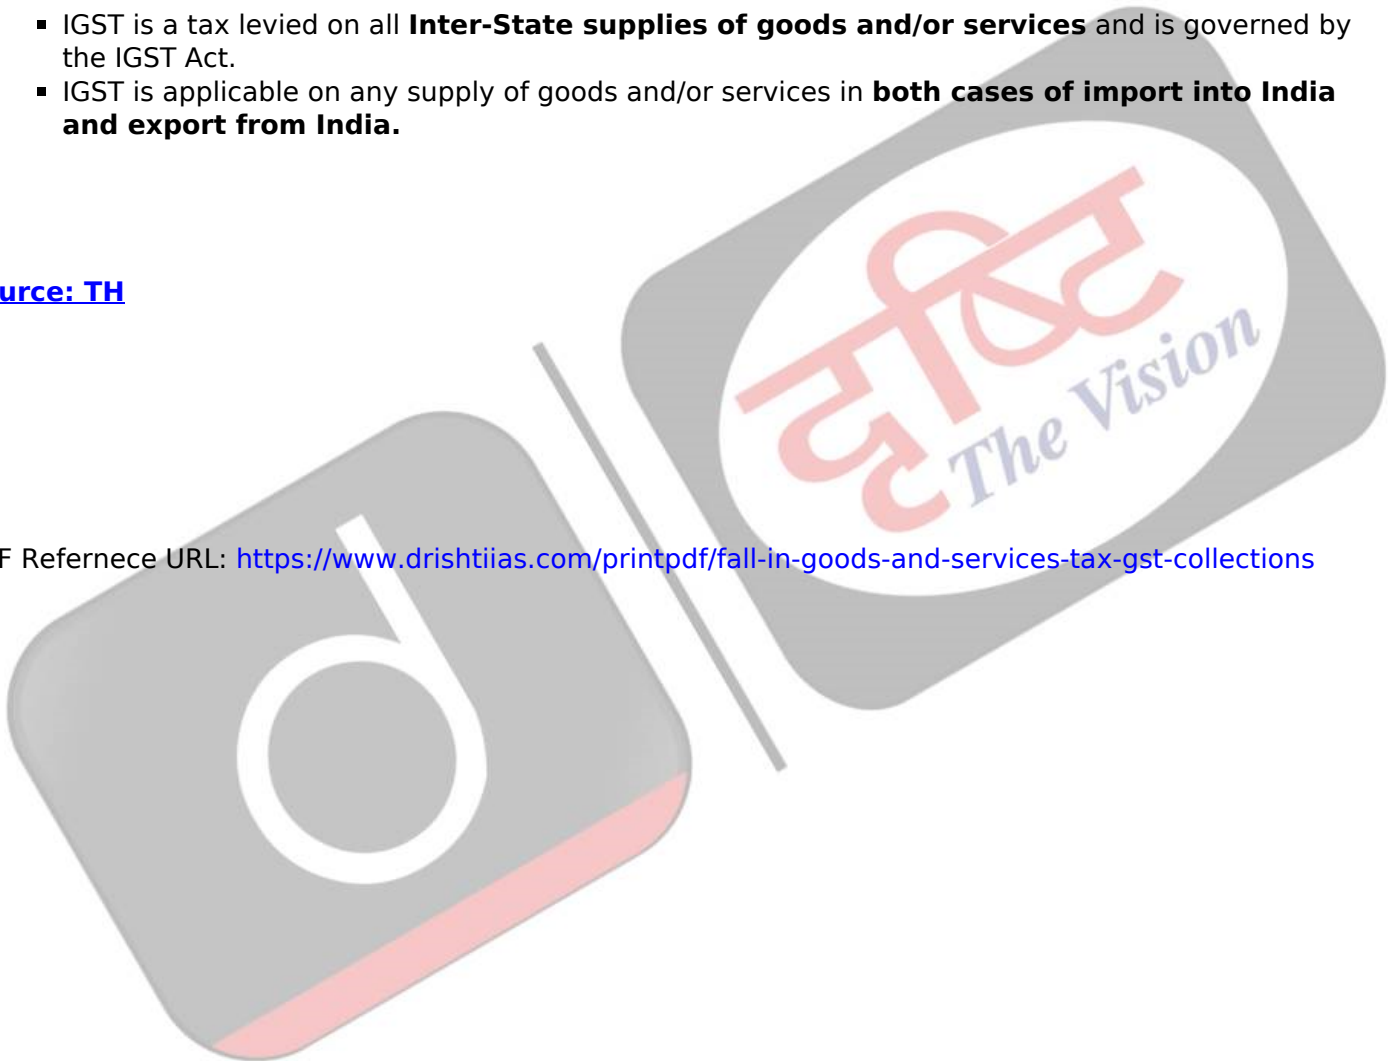 ▪ IGST is a tax levied on all Inter-State supplies of goods and/or services and is governed by
the IGST Act.
▪ IGST is applicable on any supply of goods and/or services in both cases of import into India
and export from India.
urce: TH
दृष्टि
The Vision
d
F Refernece URL: https://www.drishtiias.com/printpdf/fall-in-goods-and-services-tax-gst-collections